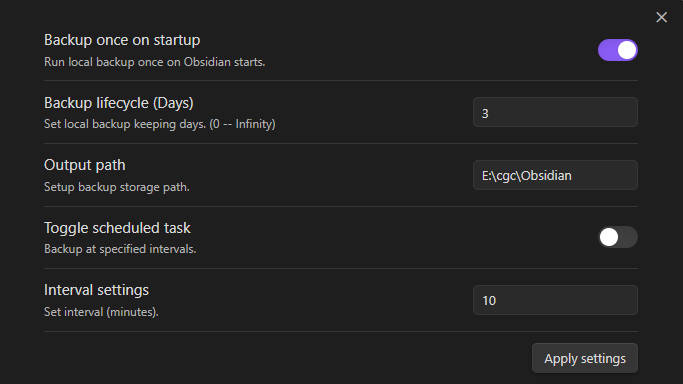 Backup once on startup
Run local backup once on Obsidian starts.
Backup lifecycle (Days)
Set local backup keeping days. (0 -- Infinity)
3
Output path
Setup backup storage path.
E:\cgc\Obsidian
Toggle scheduled task
Backup at specified intervals.
Interval settings
Set interval (minutes).
10
Apply settings